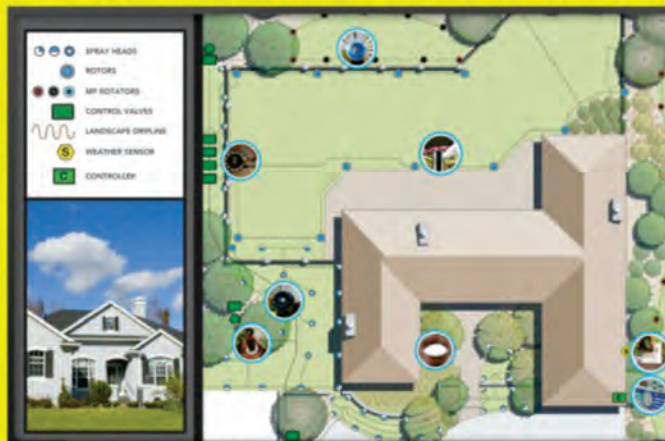 SPRAY HEADS
ROTORS
MP ROTATORS
CONTROL VALVES
LANDSCAPE DRIPLINE
S WEATHER SENSOR
C CONTROLLER
S
C